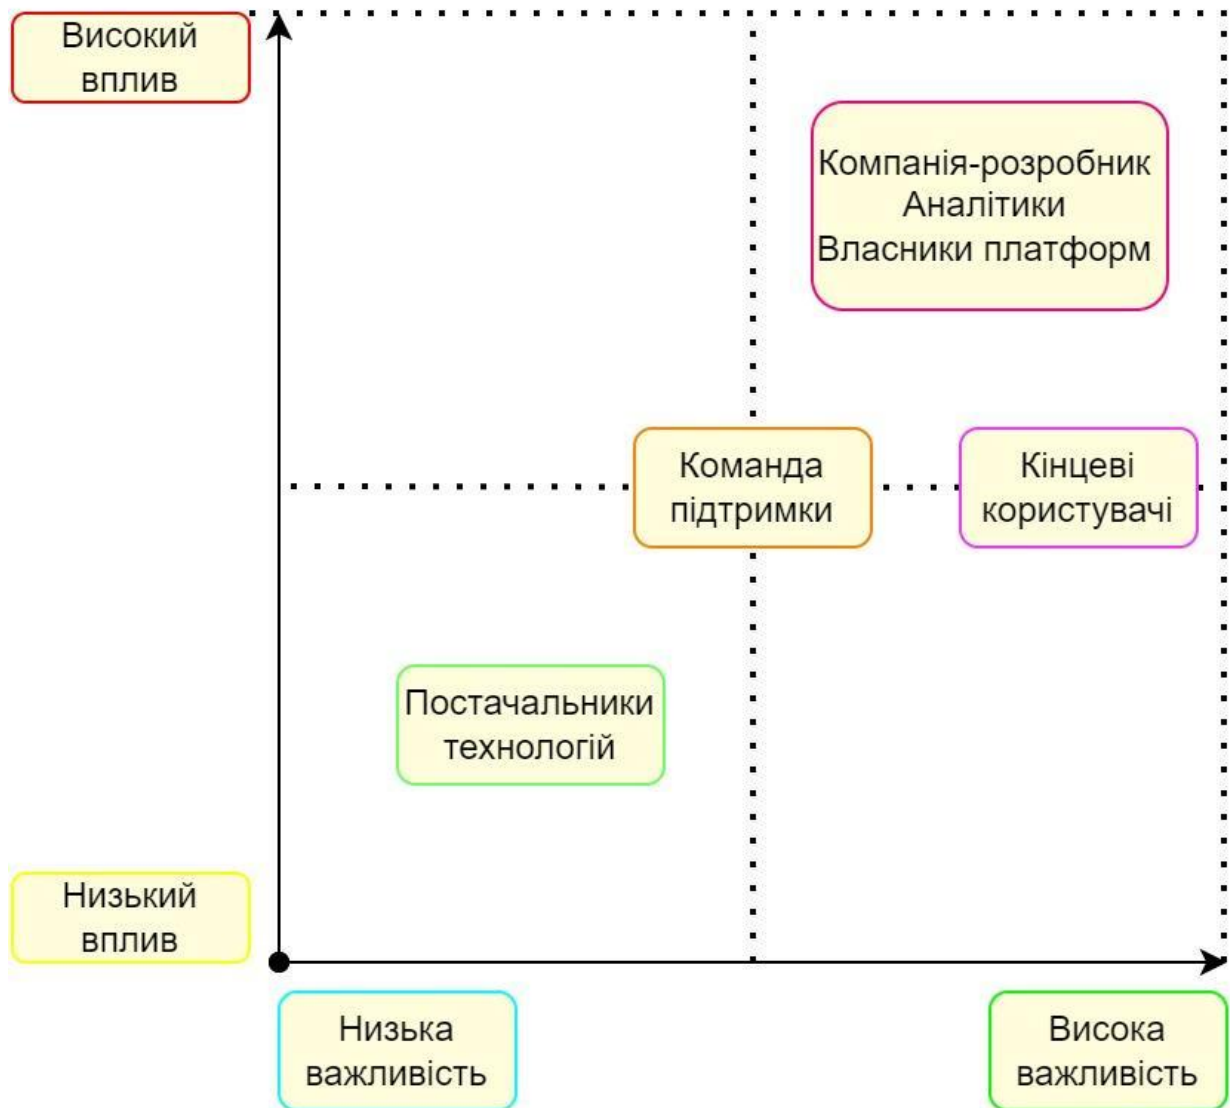 Високий
вплив
Компанія-розробник
Аналітики
Власники платформ
Команда
підтримки
Кінцеві
користувачі
Постачальники
технологій
Низький
вплив
Низька
важливість
Висока
важливість